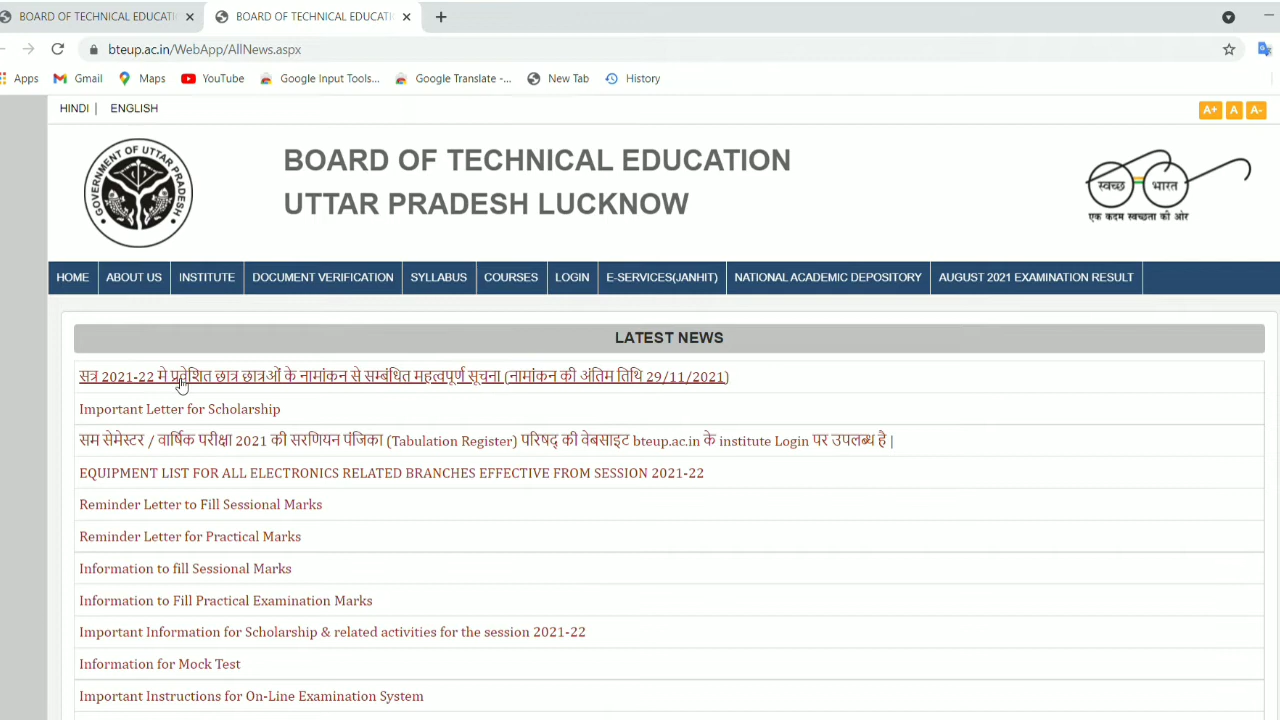 BOARD OF TECHNICAL EDUCATI
BOARD OF TECHNICAL EDUCATI
bteup.ac.in/WebApp/AllNews.aspx
Apps Gmail Maps YouTube Google Input Tools... Google Translate -... New Tab History
HINDI | ENGLISH
A+ A A-
GOVERNMENT OF UTTAR PRADESH
BOARD OF TECHNICAL EDUCATION
UTTAR PRADESH LUCKNOW
स्वच्छ भारत
एक कदम स्वच्छता की ओर
HOME ABOUT US INSTITUTE DOCUMENT VERIFICATION SYLLABUS COURSES LOGIN E-SERVICES(JANHIT) NATIONAL ACADEMIC DEPOSITORY AUGUST 2021 EXAMINATION RESULT
LATEST NEWS
सत्र 2021-22 मे प्रवेशित छात्र छात्रओं के नामांकन से सम्बंधित महत्वपूर्ण सूचना (नामांकन की अंतिम तिथि 29/11/2021)
Important Letter for Scholarship
सम सेमेस्टर / वार्षिक परीक्षा 2021 की सरणियन पंजिका (Tabulation Register) परिषद् की वेबसाइट bteup.ac.in के institute Login पर उपलब्ध है |
EQUIPMENT LIST FOR ALL ELECTRONICS RELATED BRANCHES EFFECTIVE FROM SESSION 2021-22
Reminder Letter to Fill Sessional Marks
Reminder Letter for Practical Marks
Information to fill Sessional Marks
Information to Fill Practical Examination Marks
Important Information for Scholarship & related activities for the session 2021-22
Information for Mock Test
Important Instructions for On-Line Examination System